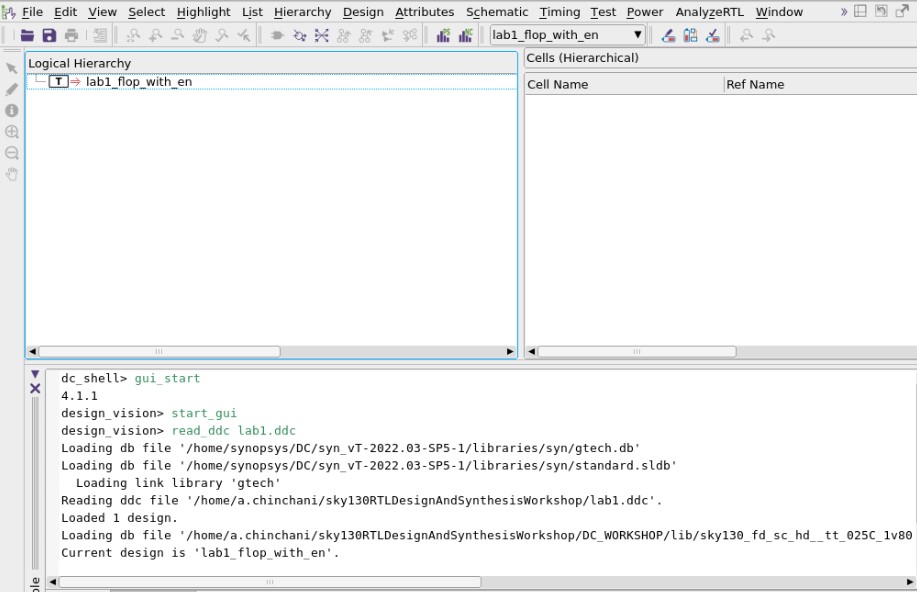 File Edit View Select Highlight List Hierarchy Design Attributes Schematic Timing Test Power AnalyzeRTL Window »
lab1_flop_with_en
Logical Hierarchy
T lab1_flop_with_en
Cells (Hierarchical)
Cell Name Ref Name
dc_shell> gui_start
4.1.1
design_vision> start_gui
design_vision> read_ddc lab1.ddc
Loading db file '/home/synopsys/DC/syn_vT-2022.03-SP5-1/libraries/syn/gtech.db'
Loading db file '/home/synopsys/DC/syn_vT-2022.03-SP5-1/libraries/syn/standard.sldb'
  Loading link library 'gtech'
Reading ddc file '/home/a.chinchani/sky130RTLDesignAndSynthesisWorkshop/lab1.ddc'.
Loaded 1 design.
Loading db file '/home/a.chinchani/sky130RTLDesignAndSynthesisWorkshop/DC_WORKSHOP/lib/sky130_fd_sc_hd__tt_025C_1v80
Current design is 'lab1_flop_with_en'.